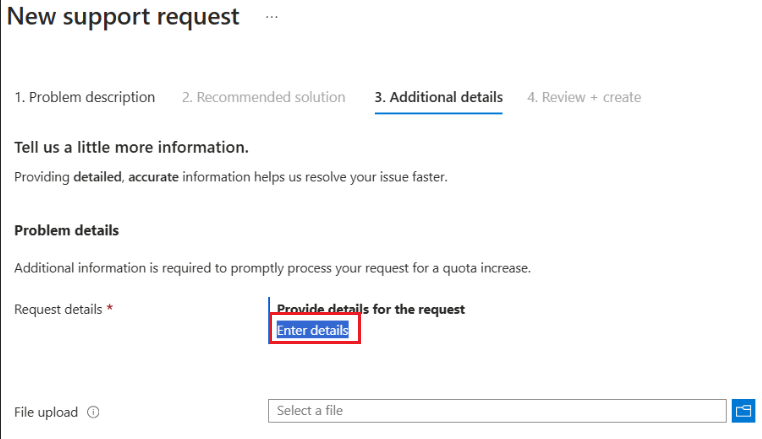 New support request ...
1. Problem description 2. Recommended solution 3. Additional details 4. Review + create
Tell us a little more information.
Providing detailed, accurate information helps us resolve your issue faster.
Problem details
Additional information is required to promptly process your request for a quota increase.
Request details * Provide details for the request
Enter details
File upload Select a file